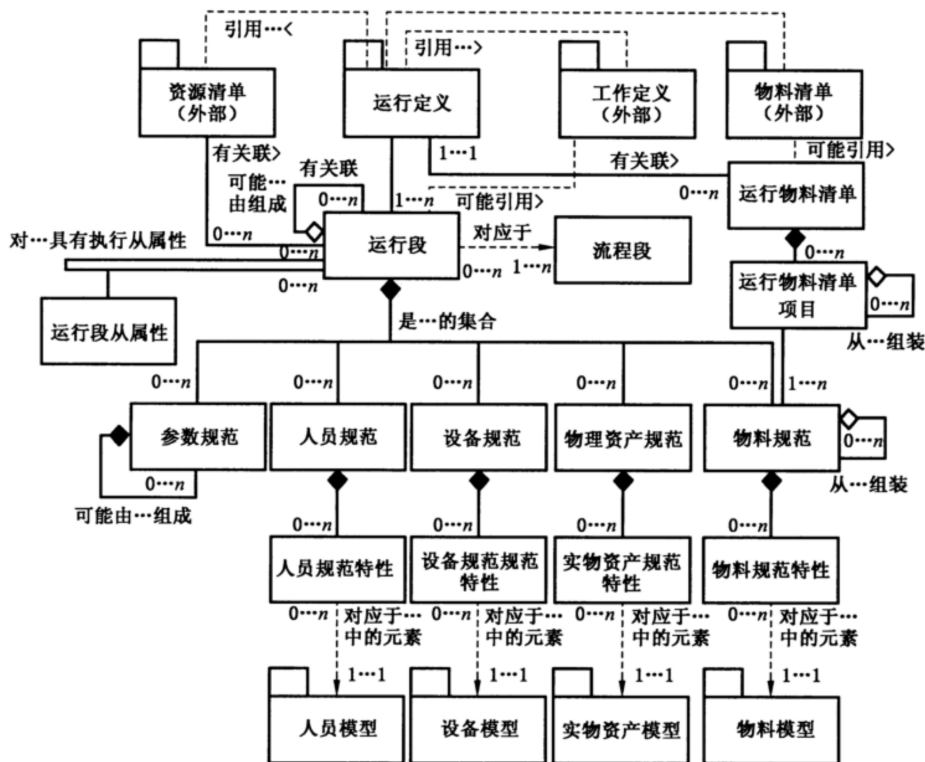 引用…<
引用…>
资源清单
（外部）
运行定义
工作定义
（外部）
物料清单
（外部）
有关联>
有关联
1…1
有关联>
可能引用>
可能…
由组成
0…n
1…n
可能引用>
0…n
运行物料清单
对…具有执行从属性
0…n
0…n
运行段
对应于
0…n
1…n
流程段
0…n
0…n
运行物料清单
项目
0…n
运行段从属性
是…的集合
从…组装
0…n
0…n
0…n
0…n
0…n
1…n
参数规范
人员规范
设备规范
物理资产规范
物料规范
0…n
0…n
从…组装
可能由…组成
0…n
0…n
0…n
0…n
人员规范特性
设备规范规范
特性
实物资产规范
特性
物料规范特性
0…n
对应于…
中的元素
0…n
对应于…
中的元素
0…n
对应于…
中的元素
0…n
对应于…
中的元素
1…1
1…1
1…1
1…1
人员模型
设备模型
实物资产模型
物料模型